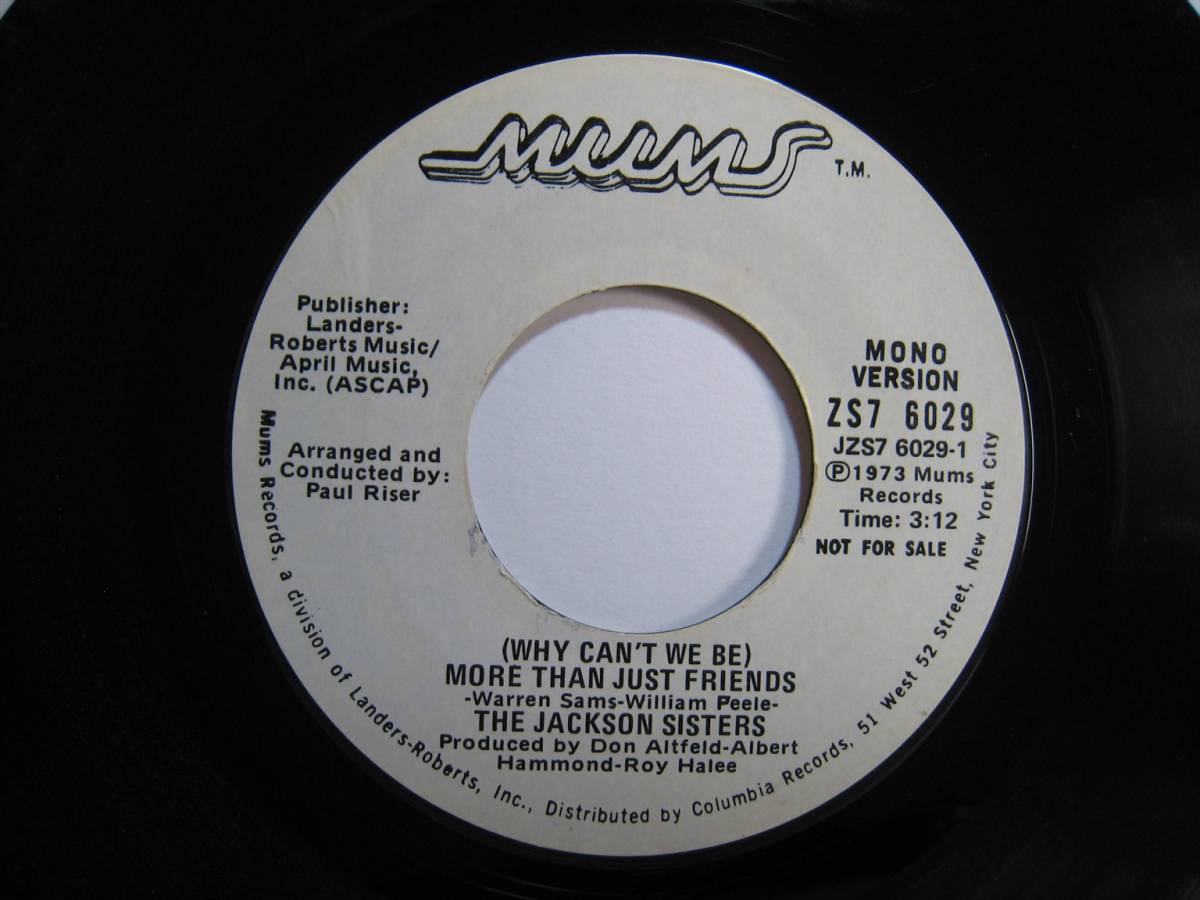 MUMS T.M.
Publisher:
Landers-
Roberts Music/
April Music,
Inc. (ASCAP)
Arranged and
Conducted by:
Paul Riser
MONO
VERSION
ZS7 6029
JZS7 6029-1
Ⓟ1973 Mums
Records
Time: 3:12
NOT FOR SALE
(WHY CAN'T WE BE)
MORE THAN JUST FRIENDS
-Warren Sams-William Peele-
THE JACKSON SISTERS
Produced by Don Altfeld-Albert
Hammond-Roy Halee
Mums Records, a division of Landers-Roberts, Inc., Distributed by Columbia Records, 51 West 52 Street, New York City